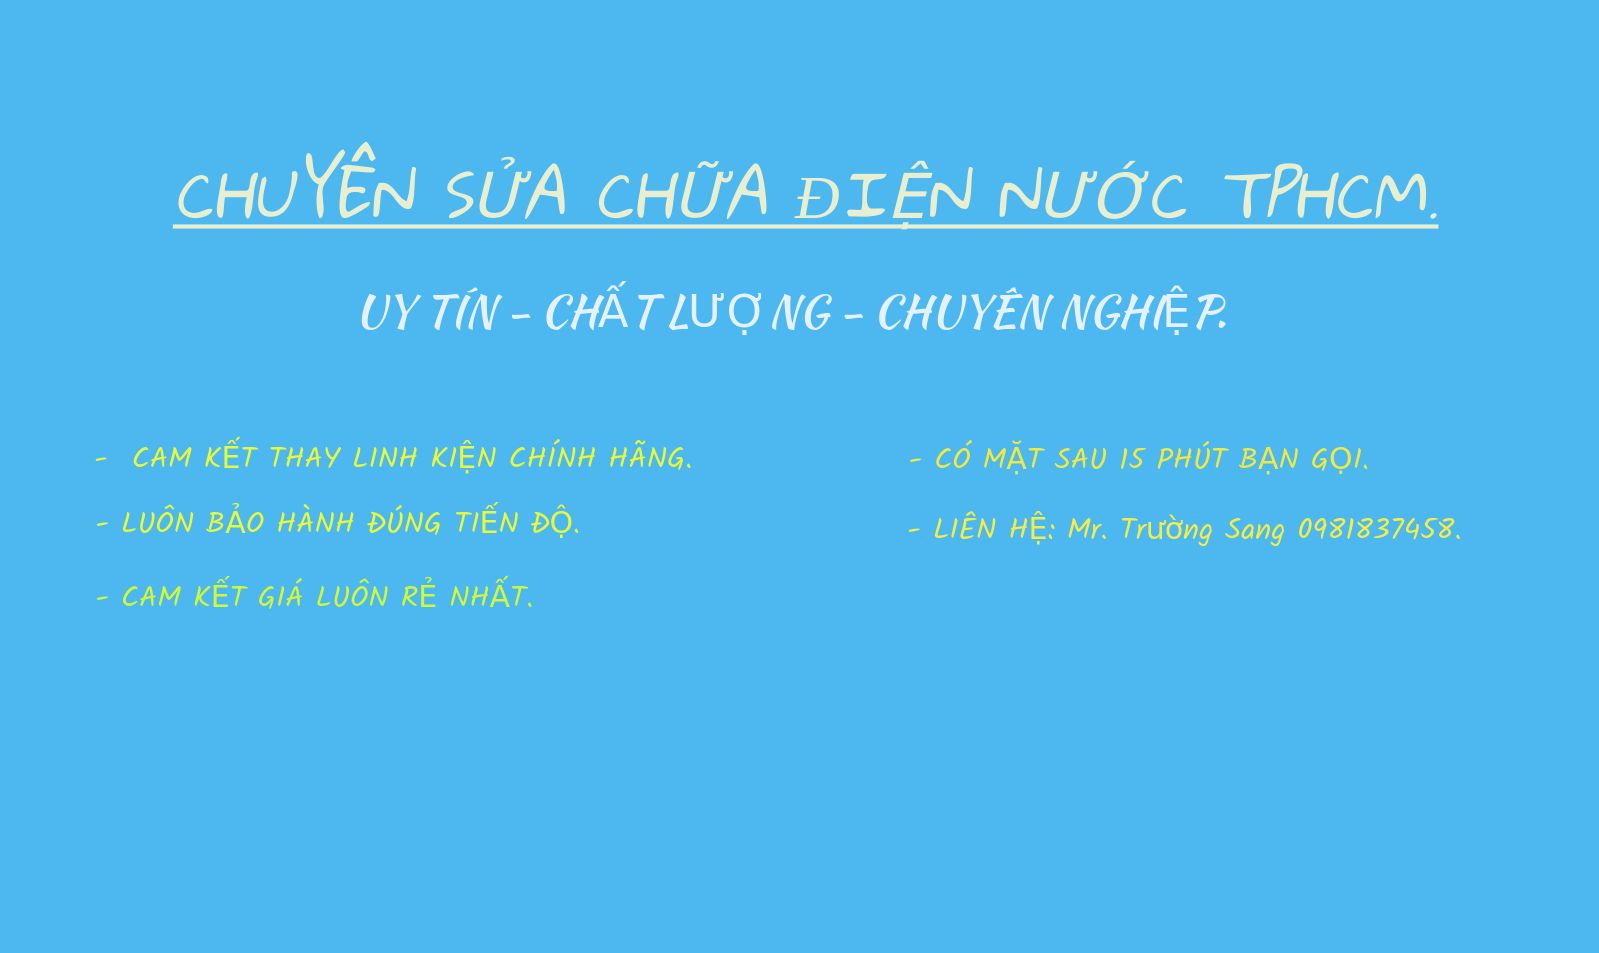 CHUYÊN SỬA CHỮA ĐIỆN NƯỚC TPHCM.
UY TÍN - CHẤT LƯỢNG - CHUYÊN NGHIỆP.
- CAM KẾT THAY LINH KIỆN CHÍNH HÃNG.
- LUÔN BẢO HÀNH ĐÚNG TIẾN ĐỘ.
- CAM KẾT GIÁ LUÔN RẺ NHẤT.
- CÓ MẶT SAU 15 PHÚT BẠN GỌI.
- LIÊN HỆ: Mr. Trường Sang 0981837458.